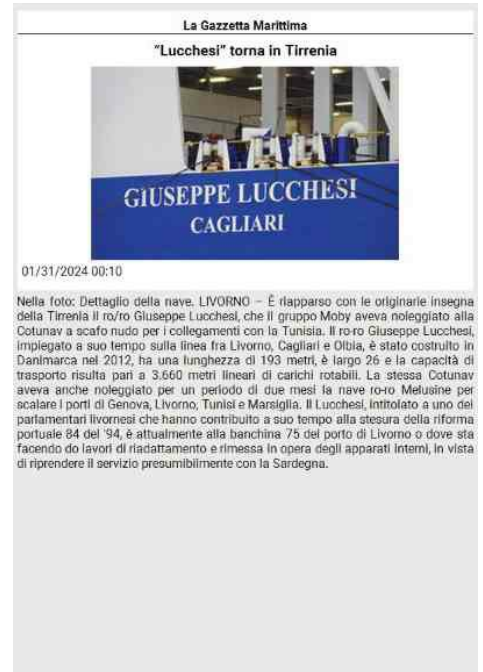 La Gazzetta Marittima
“Lucchesi” torna in Tirrenia
GIUSEPPE LUCCHESI
CAGLIARI
01/31/2024 00:10
Nella foto: Dettaglio della nave. LIVORNO – È riapparso con le originarie insegna
della Tirrenia il ro/ro Giuseppe Lucchesi, che il gruppo Moby aveva noleggiato alla
Cotunav a scafo nudo per i collegamenti con la Tunisia. Il ro-ro Giuseppe Lucchesi,
impiegato a suo tempo sulla linea fra Livorno, Cagliari e Olbia, è stato costruito in
Danimarca nel 2012, ha una lunghezza di 193 metri, è largo 26 e la capacità di
trasporto risulta pari a 3.660 metri lineari di carichi rotabili. La stessa Cotunav
aveva anche noleggiato per un periodo di due mesi la nave ro-ro Melusine per
scalare i porti di Genova, Livorno, Tunisi e Marsiglia. Il Lucchesi, intitolato a uno dei
parlamentari livornesi che hanno contribuito a suo tempo alla stesura della riforma
portuale 84 del '94, è attualmente alla banchina 75 del porto di Livorno o dove sta
facendo do lavori di riadattamento e rimessa in opera degli apparati interni, in vista
di riprendere il servizio presumibilmente con la Sardegna.